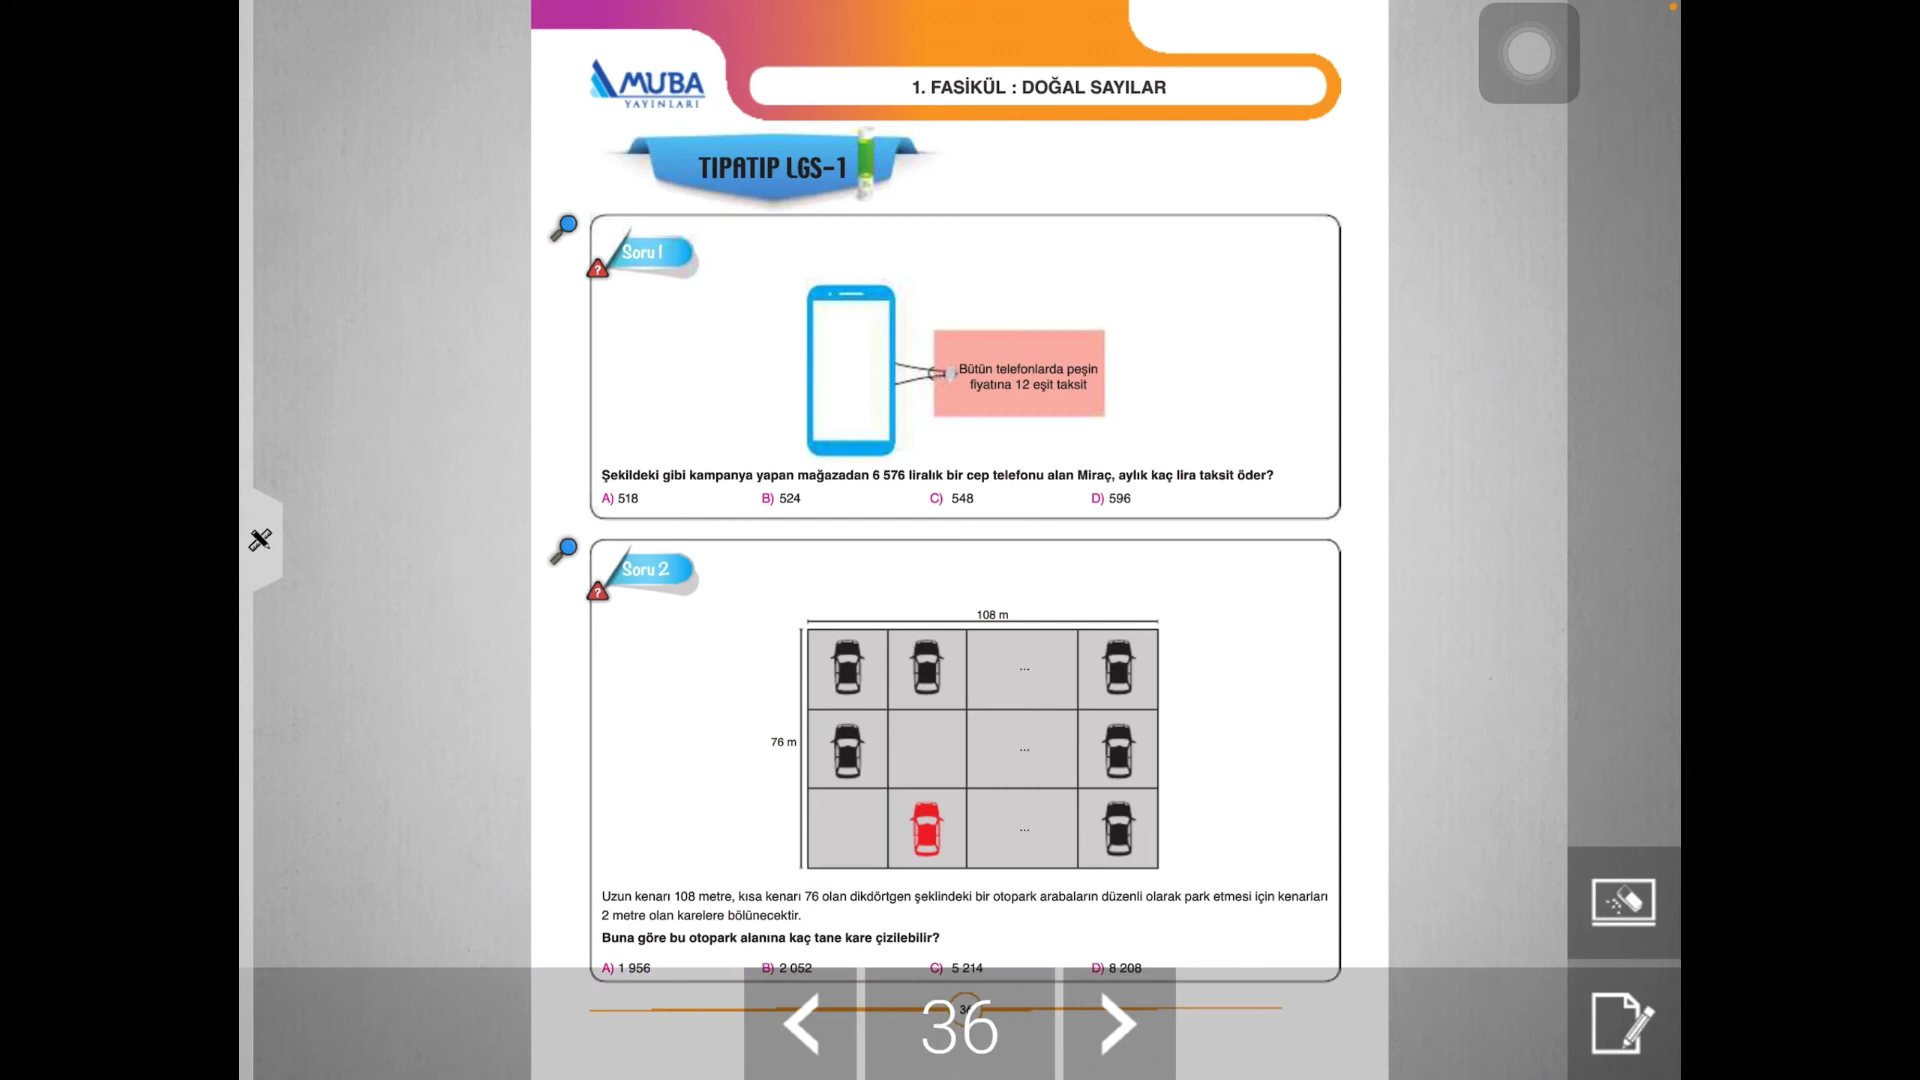 MUBA
YAYINLARI
1. FASİKÜL : DOĞAL SAYILAR
TIPATIP LGS-1
Soru 1
Bütün telefonlarda peşin
fiyatına 12 eşit taksit
Şekildeki gibi kampanya yapan mağazadan 6 576 liralık bir cep telefonu alan Miraç, aylık kaç lira taksit öder?
A) 518 B) 524 C) 548 D) 596
Soru 2
108 m
...
76 m
...
...
Uzun kenarı 108 metre, kısa kenarı 76 olan dikdörtgen şeklindeki bir otopark arabaların düzenli olarak park etmesi için kenarları
2 metre olan karelere bölünecektir.
Buna göre bu otopark alanına kaç tane kare çizilebilir?
A) 1 956 B) 2 052 C) 5 214 D) 8 208
36